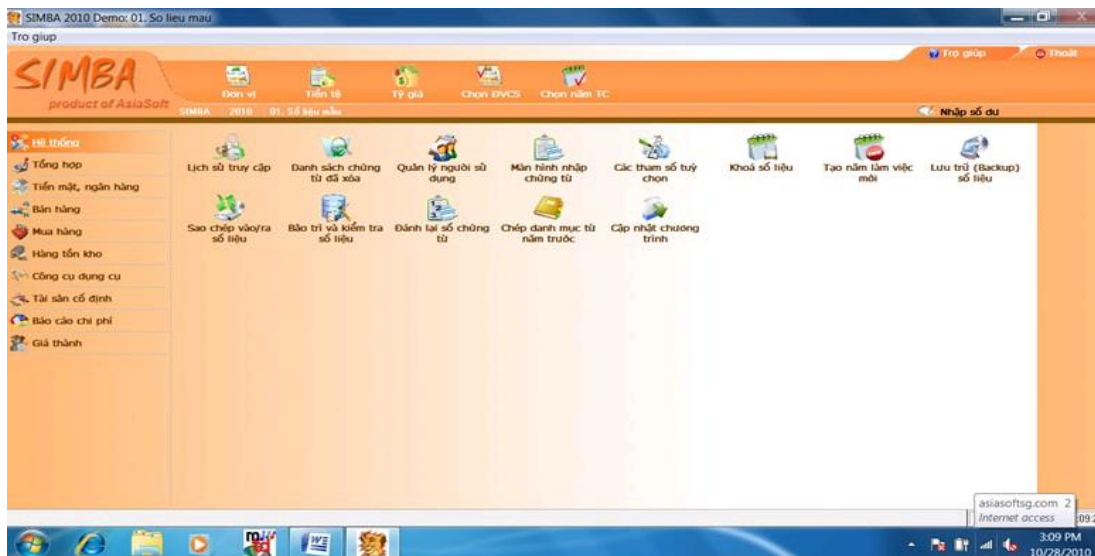 SIMBA 2010 Demo: 01. So lieu mau
Tro giup
Trợ giúp
Thoát
SIMBA
product of AsiaSoft
Đơn vị
Tiền tệ
Tỷ giá
Chọn ĐVCS
Chọn năm TC
SIMBA 2010 01. Số liệu mẫu
Nhập số dư
Hệ thống
Tổng hợp
Tiền mặt, ngân hàng
Bán hàng
Mua hàng
Hàng tồn kho
Công cụ dụng cụ
Tài sản cố định
Báo cáo chi phí
Giá thành
Lịch sử truy cập
Danh sách chứng
từ đã xóa
Quản lý người sử
dụng
Màn hình nhập
chứng từ
Các tham số tuỳ
chọn
Khoá số liệu
Tạo năm làm việc
mới
Lưu trữ (Backup)
số liệu
Sao chép vào/ra
số liệu
Bảo trì và kiểm tra
số liệu
Đánh lại số chứng
từ
Chép danh mục từ
năm trước
Cập nhật chương
trình
asiasoftsg.com 2
Internet access
3:09 PM
10/28/2010